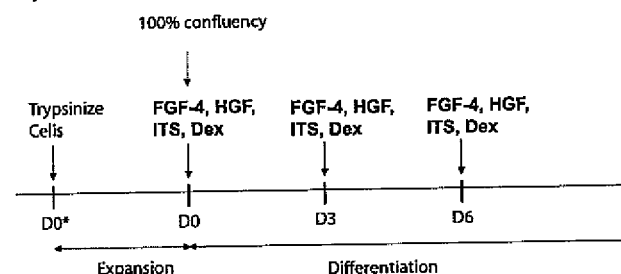 100% confluency
Trypsinize
Cells
FGF-4, HGF,
ITS, Dex
FGF-4, HGF,
ITS, Dex
FGF-4, HGF,
ITS, Dex
D0*
D0
D3
D6
Expansion
Differentiation